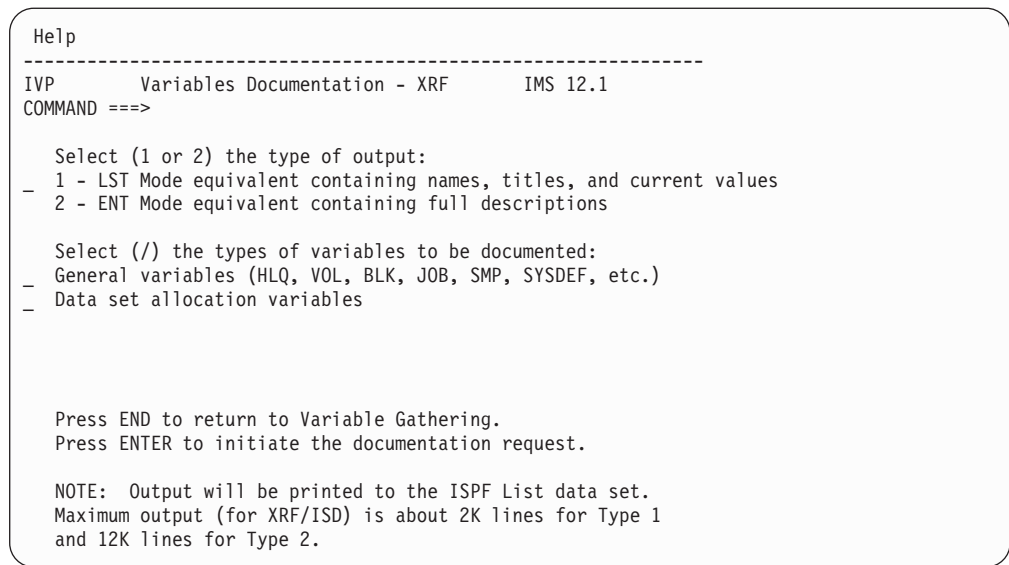 Help
----------------------------------------------------------------
IVP Variables Documentation - XRF IMS 12.1
COMMAND ===>
Select (1 or 2) the type of output:
_ 1 - LST Mode equivalent containing names, titles, and current values
2 - ENT Mode equivalent containing full descriptions
Select (/) the types of variables to be documented:
_ General variables (HLQ, VOL, BLK, JOB, SMP, SYSDEF, etc.)
_ Data set allocation variables
Press END to return to Variable Gathering.
Press ENTER to initiate the documentation request.
NOTE: Output will be printed to the ISPF List data set.
Maximum output (for XRF/ISD) is about 2K lines for Type 1
and 12K lines for Type 2.